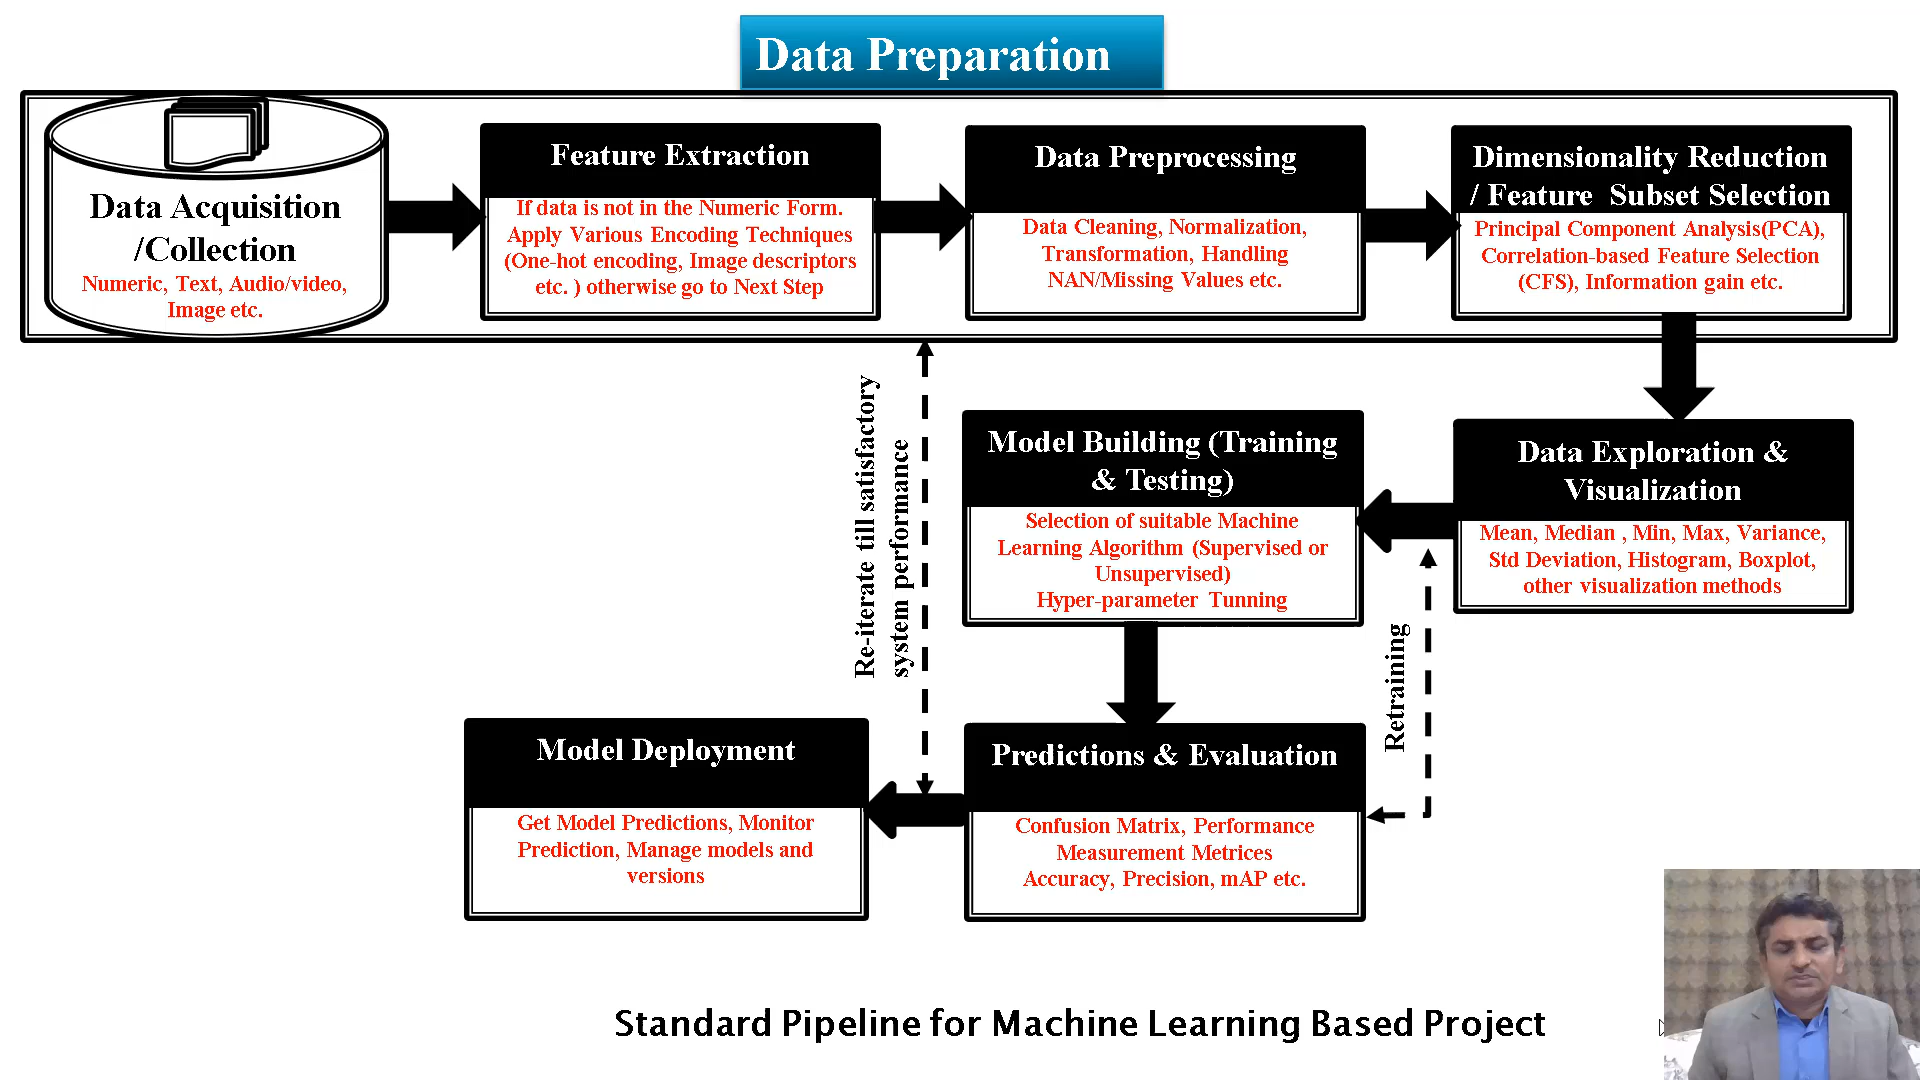 Data Preparation
Data Acquisition
/Collection
Numeric, Text, Audio/video,
Image etc.
Feature Extraction
If data is not in the Numeric Form.
Apply Various Encoding Techniques
(One-hot encoding, Image descriptors
etc. ) otherwise go to Next Step
Data Preprocessing
Data Cleaning, Normalization,
Transformation, Handling
NAN/Missing Values etc.
Dimensionality Reduction
/ Feature Subset Selection
Principal Component Analysis(PCA),
Correlation-based Feature Selection
(CFS), Information gain etc.
Data Exploration &
Visualization
Mean, Median , Min, Max, Variance,
Std Deviation, Histogram, Boxplot,
other visualization methods
Model Building (Training
& Testing)
Selection of suitable Machine
Learning Algorithm (Supervised or
Unsupervised)
Hyper-parameter Tunning
Re-iterate till satisfactory
system performance
Retraining
Predictions & Evaluation
Confusion Matrix, Performance
Measurement Metrices
Accuracy, Precision, mAP etc.
Model Deployment
Get Model Predictions, Monitor
Prediction, Manage models and
versions
Standard Pipeline for Machine Learning Based Project